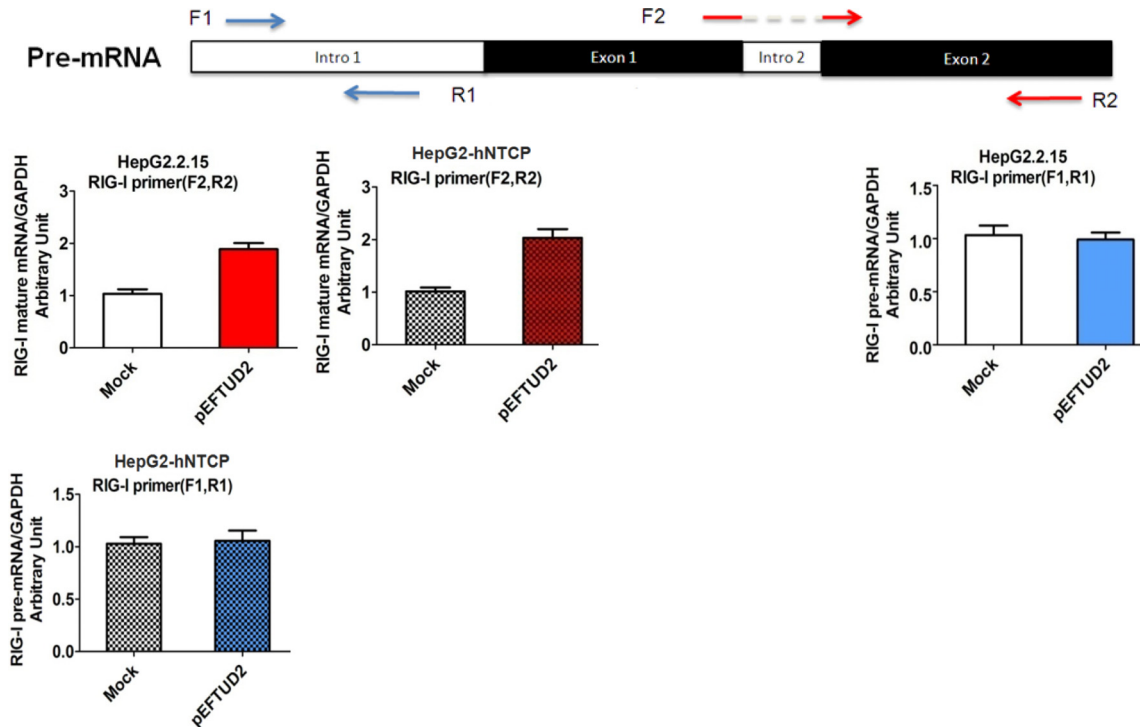 F1
F2
Pre-mRNA
Intro 1
Exon 1
Intro 2
Exon 2
R1
R2
HepG2.2.15
RIG-I primer(F2,R2)
RIG-I mature mRNA/GAPDH
Arbitrary Unit
3
2
1
0
Mock
pEFTUD2
HepG2-hNTCP
RIG-I primer(F2,R2)
RIG-I mature mRNA/GAPDH
Arbitrary Unit
3
2
1
0
Mock
pEFTUD2
HepG2.2.15
RIG-I primer(F1,R1)
RIG-I pre-mRNA/GAPDH
Arbitrary Unit
1.5
1.0
0.5
0.0
Mock
pEFTUD2
HepG2-hNTCP
RIG-I primer(F1,R1)
RIG-I pre-mRNA/GAPDH
Arbitrary Unit
1.5
1.0
0.5
0.0
Mock
pEFTUD2